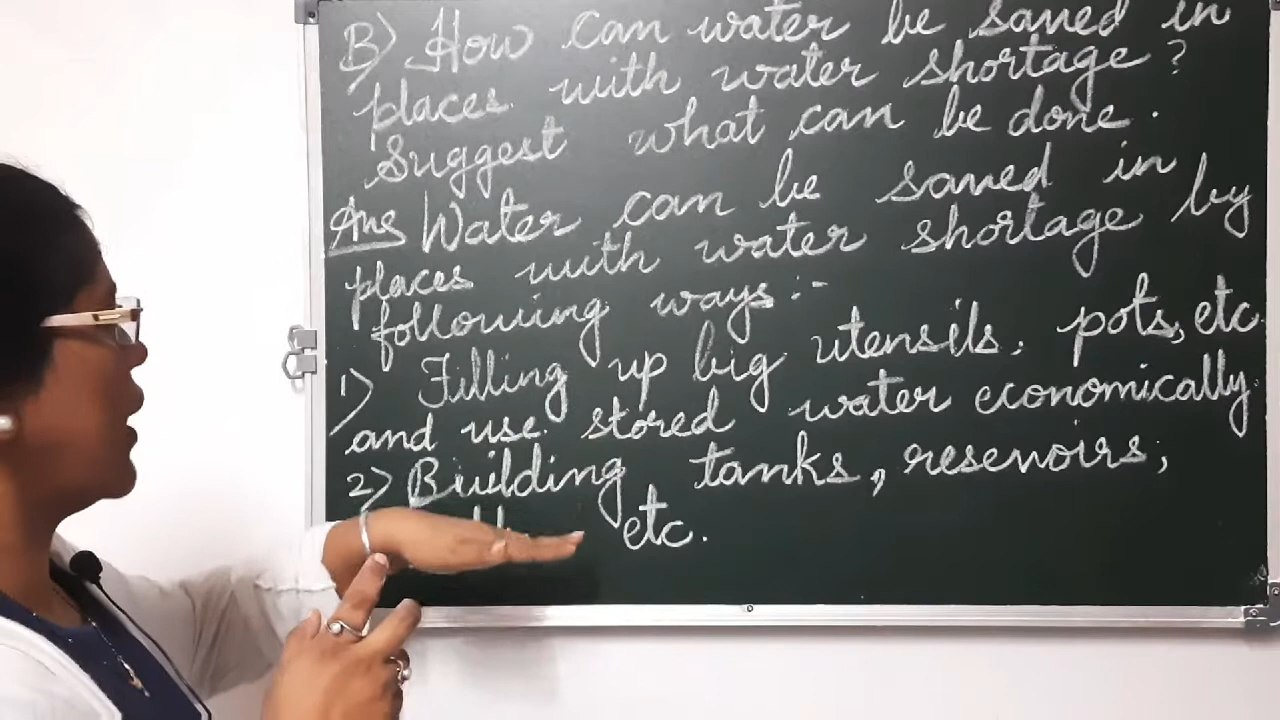 B) How can water be saved in
places with water shortage?
Suggest what can be done.
Ans Water can be saved in
places with water shortage by
following ways :-
1) Filling up big utensils, pots, etc
and use stored water economically.
2) Building tanks, reservoirs,
etc.